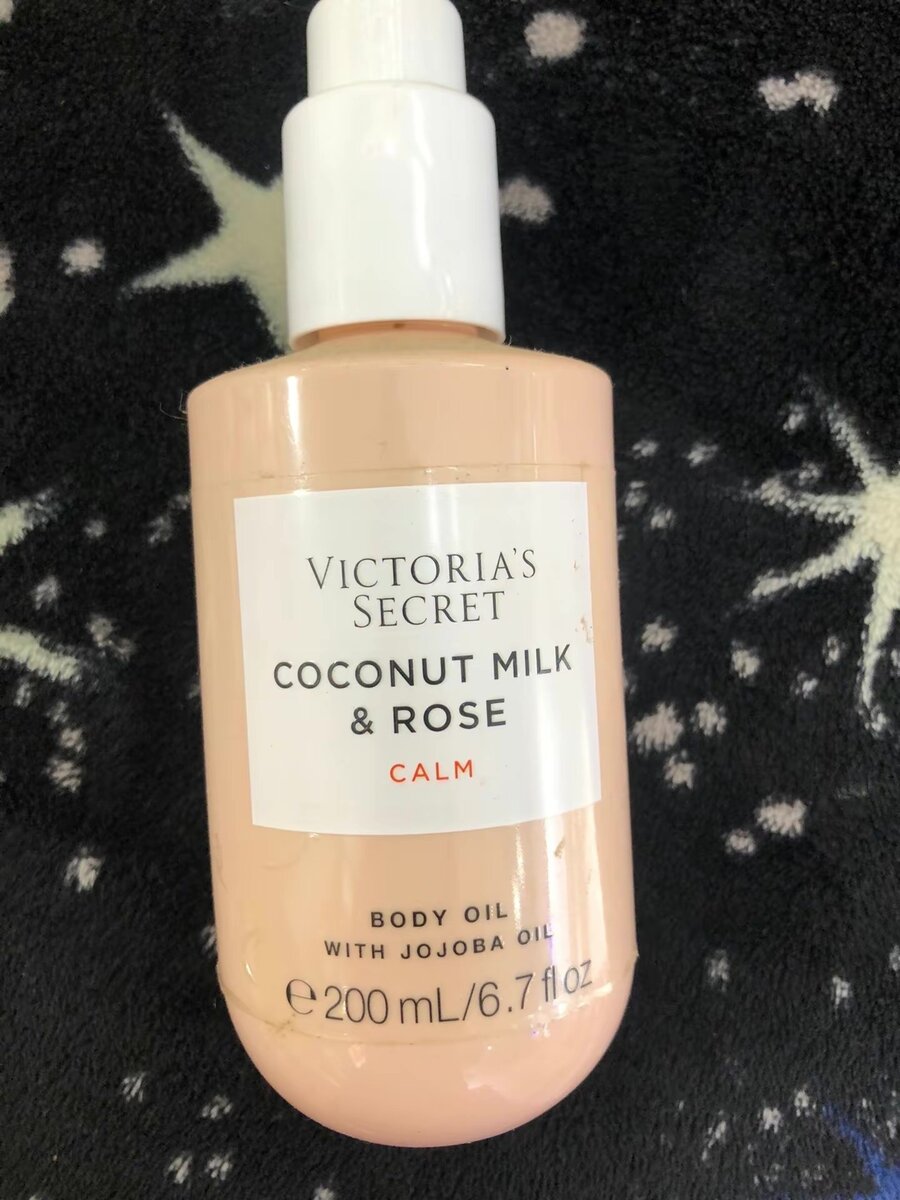 VICTORIA'S
SECRET
COCONUT MILK
& ROSE
CALM
BODY OIL
WITH JOJOBA OIL
℮ 200 mL/6.7 fl oz